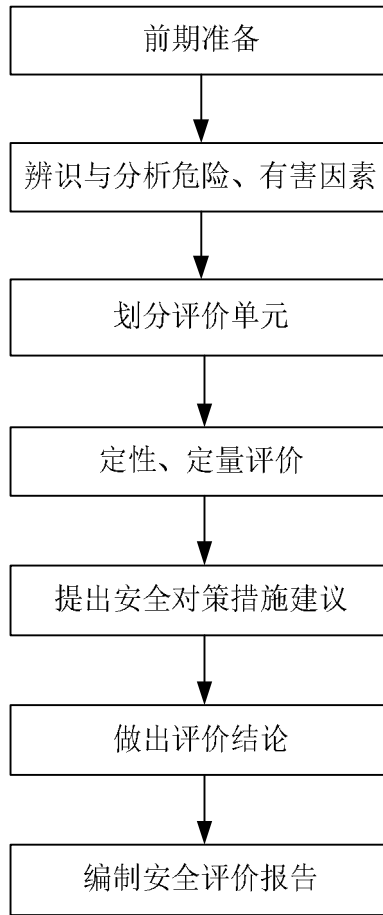 前期准备
辨识与分析危险、有害因素
划分评价单元
定性、定量评价
提出安全对策措施建议
做出评价结论
编制安全评价报告